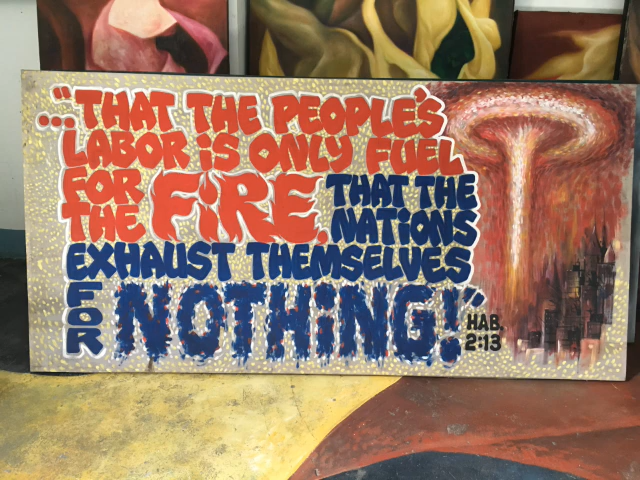 ..."THAT THE PEOPLE'S
LABOR iS ONLY FUEL
FOR THE FiRE, THAT THE NATiONS
EXHAUST THEMSELVES
FOR NOTHiNG!"
HAB.
2:13